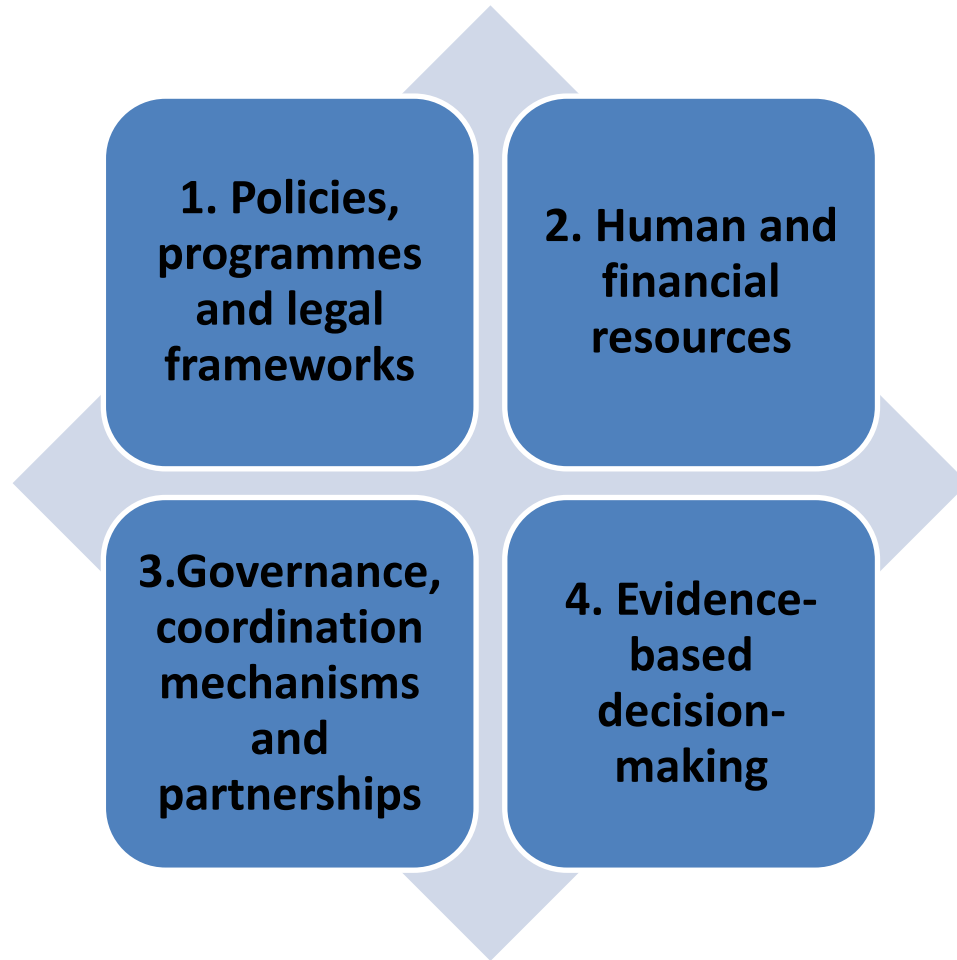 1. Policies,
programmes
and legal
frameworks
2. Human and
financial
resources
3.Governance,
coordination
mechanisms
and
partnerships
4. Evidence-
based
decision-
making